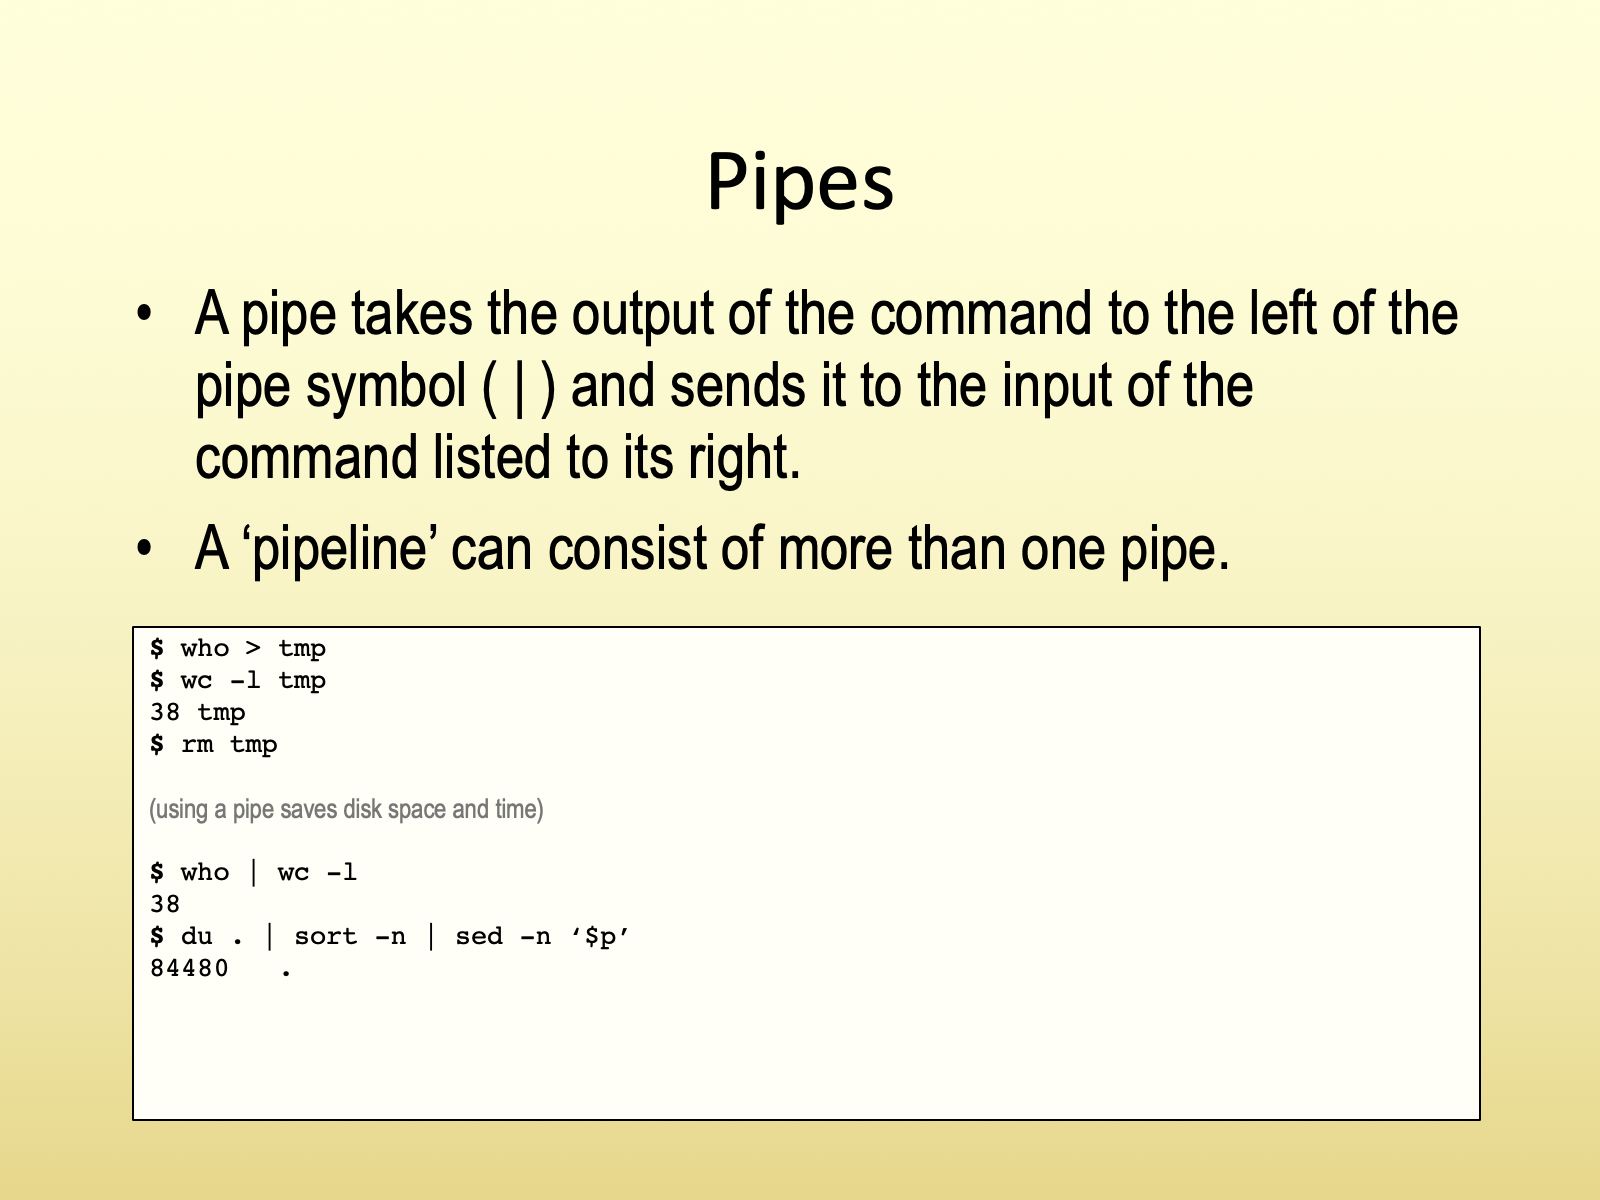 Pipes
• A pipe takes the output of the command to the left of the
pipe symbol ( | ) and sends it to the input of the
command listed to its right.
• A ‘pipeline’ can consist of more than one pipe.
$ who > tmp
$ wc –l tmp
38 tmp
$ rm tmp
(using a pipe saves disk space and time)
$ who | wc –l
38
$ du . | sort –n | sed –n ‘$p’
84480   .